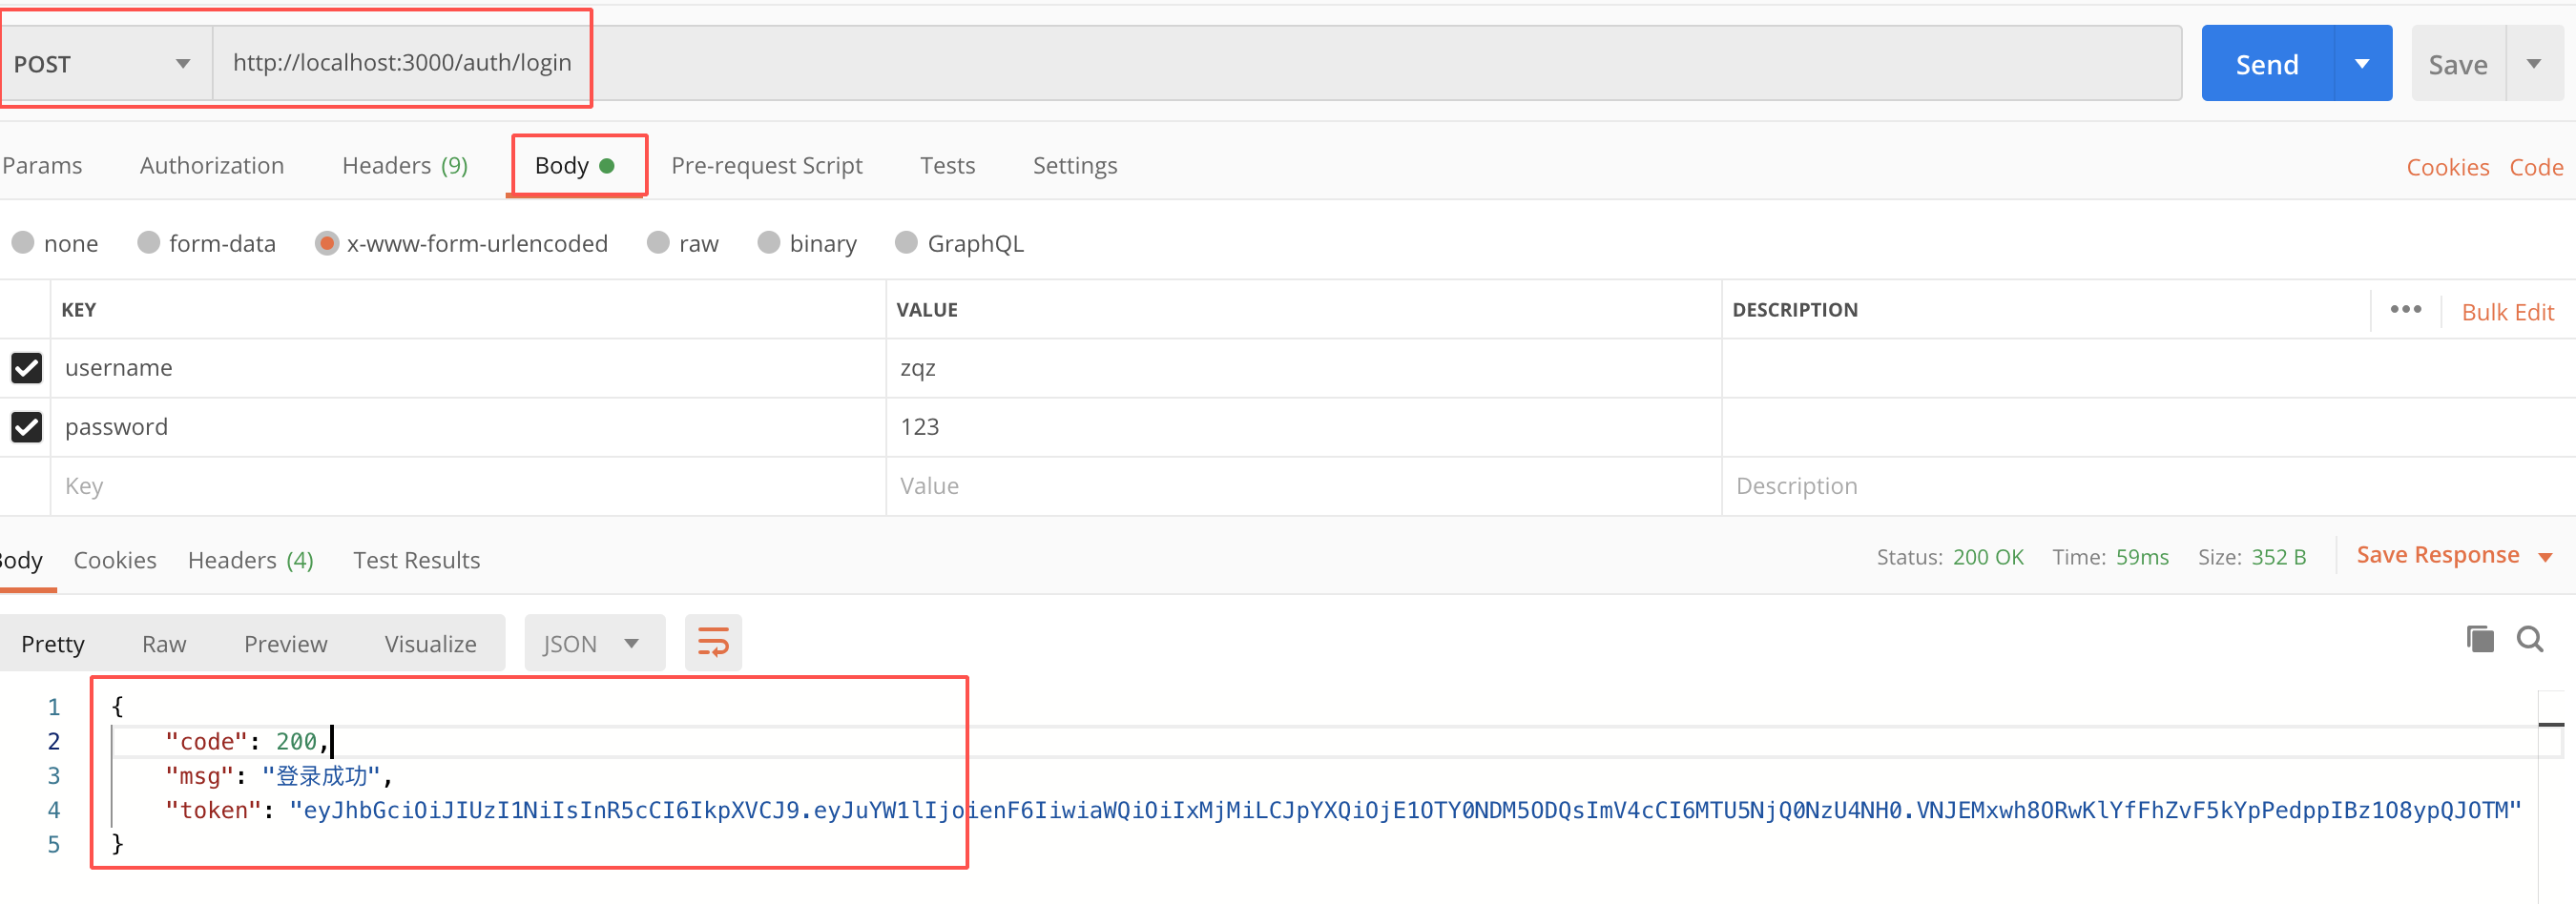 POST http://localhost:3000/auth/login Send Save
Params Authorization Headers (9) Body Pre-request Script Tests Settings Cookies Code
none form-data x-www-form-urlencoded raw binary GraphQL
KEY VALUE DESCRIPTION ••• Bulk Edit
username zqz
password 123
Key Value Description
Body Cookies Headers (4) Test Results Status: 200 OK Time: 59ms Size: 352 B Save Response
Pretty Raw Preview Visualize JSON
1 {
2 "code": 200,
3 "msg": "登录成功",
4 "token": "eyJhbGciOiJIUzI1NiIsInR5cCI6IkpXVCJ9.eyJuYW1lIjoienF6IiwiaWQiOiIxMjMiLCJpYXQiOjE1OTY0NDM5ODQsImV4cCI6MTU5NjQ0NzU4NH0.VNJEMxwh8ORwKlYfFhZvF5kYpPedppIBz1O8ypQJOTM"
5 }